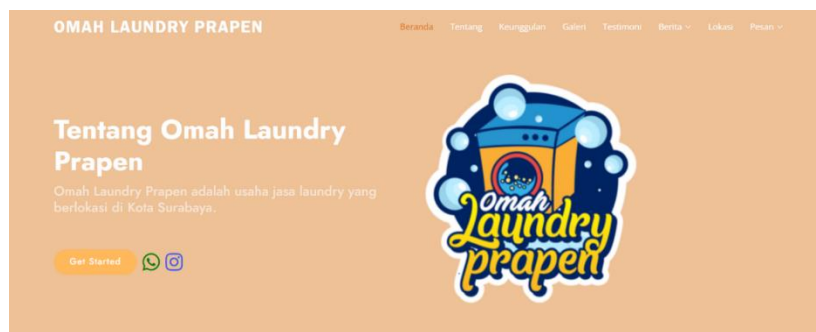 OMAH LAUNDRY PRAPEN
Beranda Tentang Keunggulan Galeri Testimoni Berita Lokasi Pesan
Tentang Omah Laundry
Prapen
Omah Laundry Prapen adalah usaha jasa laundry yang
berlokasi di Kota Surabaya.
Get Started
Omah
Laundry
prapen